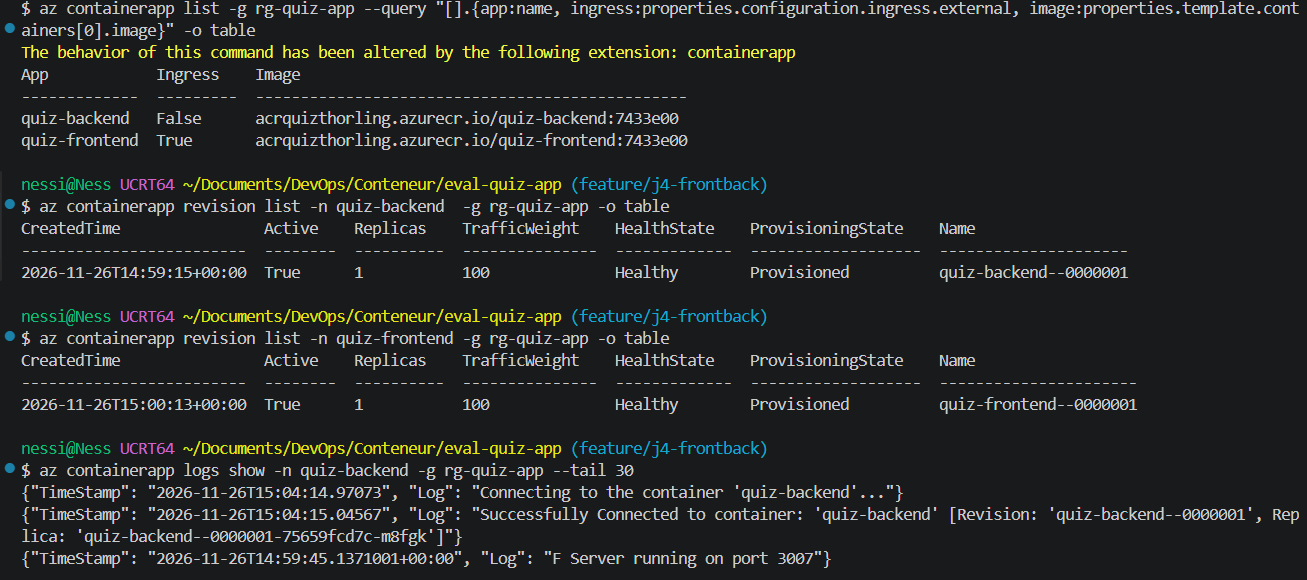 $ az containerapp list -g rg-quiz-app --query "[].{app:name, ingress:properties.configuration.ingress.external, image:properties.template.cont
ainers[0].image}" -o table
The behavior of this command has been altered by the following extension: containerapp
App            Ingress    Image
-------------  ---------  ------------------------------------------------
quiz-backend   False      acrquizthorling.azurecr.io/quiz-backend:7433e00
quiz-frontend  True       acrquizthorling.azurecr.io/quiz-frontend:7433e00
nessi@Ness UCRT64 ~/Documents/DevOps/Conteneur/eval-quiz-app (feature/j4-frontback)
$ az containerapp revision list -n quiz-backend  -g rg-quiz-app -o table
CreatedTime                Active    Replicas    TrafficWeight    HealthState    ProvisioningState    Name
-------------------------  --------  ----------  ---------------  -------------  -------------------  ---------------------
2026-11-26T14:59:15+00:00  True      1           100              Healthy        Provisioned          quiz-backend--0000001
nessi@Ness UCRT64 ~/Documents/DevOps/Conteneur/eval-quiz-app (feature/j4-frontback)
$ az containerapp revision list -n quiz-frontend -g rg-quiz-app -o table
CreatedTime                Active    Replicas    TrafficWeight    HealthState    ProvisioningState    Name
-------------------------  --------  ----------  ---------------  -------------  -------------------  ----------------------
2026-11-26T15:00:13+00:00  True      1           100              Healthy        Provisioned          quiz-frontend--0000001
nessi@Ness UCRT64 ~/Documents/DevOps/Conteneur/eval-quiz-app (feature/j4-frontback)
$ az containerapp logs show -n quiz-backend -g rg-quiz-app --tail 30
{"TimeStamp": "2026-11-26T15:04:14.97073", "Log": "Connecting to the container 'quiz-backend'..."}
{"TimeStamp": "2026-11-26T15:04:15.04567", "Log": "Successfully Connected to container: 'quiz-backend' [Revision: 'quiz-backend--0000001', Rep
lica: 'quiz-backend--0000001-75659fcd7c-m8fgk']"}
{"TimeStamp": "2026-11-26T14:59:45.1371001+00:00", "Log": "F Server running on port 3007"}